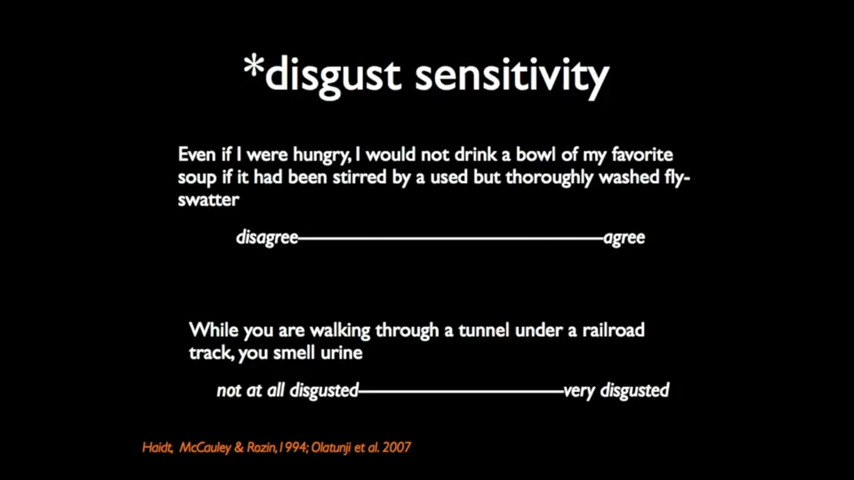 *disgust sensitivity
Even if I were hungry, I would not drink a bowl of my favorite
soup if it had been stirred by a used but thoroughly washed fly-
swatter
disagree agree
While you are walking through a tunnel under a railroad
track, you smell urine
not at all disgusted very disgusted
Haidt, McCauley & Rozin,1994; Olatunji et al. 2007